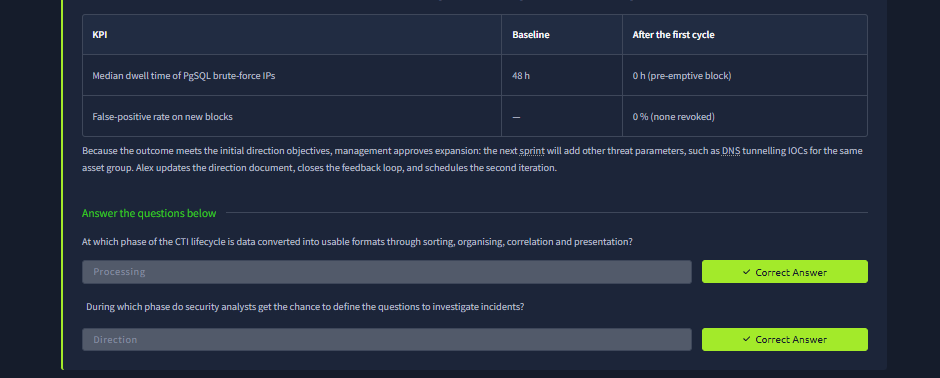 KPI Baseline After the first cycle
Median dwell time of PgSQL brute-force IPs 48 h 0 h (pre-emptive block)
False-positive rate on new blocks — 0 % (none revoked)
Because the outcome meets the initial direction objectives, management approves expansion: the next sprint will add other threat parameters, such as DNS tunnelling IOCs for the same
asset group. Alex updates the direction document, closes the feedback loop, and schedules the second iteration.
Answer the questions below
At which phase of the CTI lifecycle is data converted into usable formats through sorting, organising, correlation and presentation?
Processing ✓ Correct Answer
During which phase do security analysts get the chance to define the questions to investigate incidents?
Direction ✓ Correct Answer